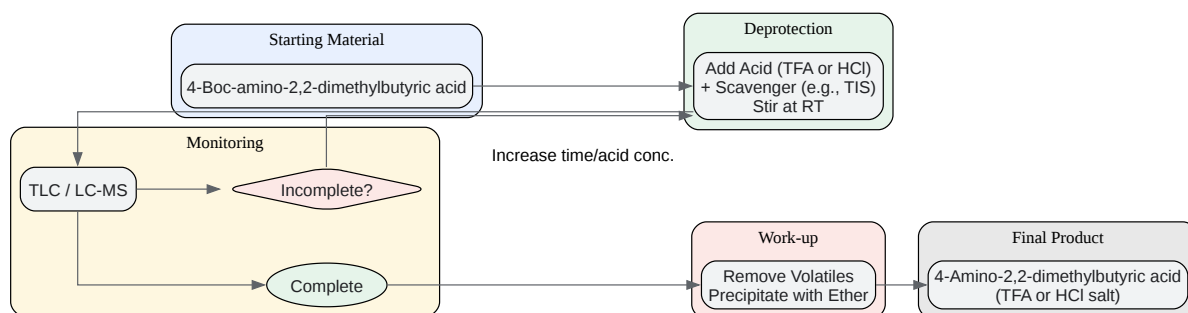 Starting Material
4-Boc-amino-2,2-dimethylbutyric acid
Deprotection
Add Acid (TFA or HCl)
+ Scavenger (e.g., TIS)
Stir at RT
Monitoring
TLC / LC-MS
Incomplete?
Increase time/acid conc.
Complete
Work-up
Remove Volatiles
Precipitate with Ether
Final Product
4-Amino-2,2-dimethylbutyric acid
(TFA or HCl salt)